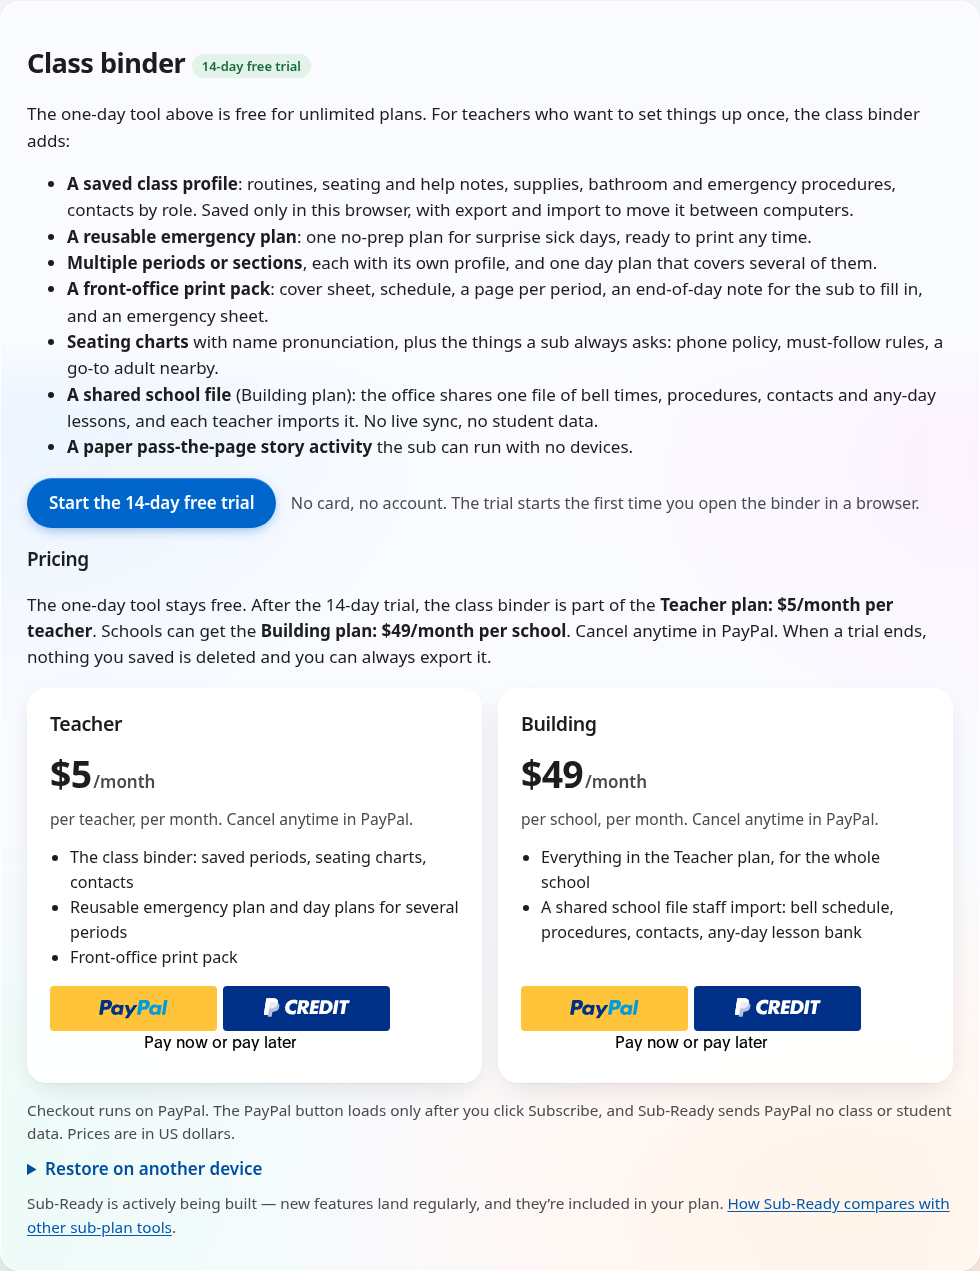 Class binder 14-day free trial
The one-day tool above is free for unlimited plans. For teachers who want to set things up once, the class binder
adds:
• A saved class profile: routines, seating and help notes, supplies, bathroom and emergency procedures,
contacts by role. Saved only in this browser, with export and import to move it between computers.
• A reusable emergency plan: one no-prep plan for surprise sick days, ready to print any time.
• Multiple periods or sections, each with its own profile, and one day plan that covers several of them.
• A front-office print pack: cover sheet, schedule, a page per period, an end-of-day note for the sub to fill in,
and an emergency sheet.
• Seating charts with name pronunciation, plus the things a sub always asks: phone policy, must-follow rules, a
go-to adult nearby.
• A shared school file (Building plan): the office shares one file of bell times, procedures, contacts and any-day
lessons, and each teacher imports it. No live sync, no student data.
• A paper pass-the-page story activity the sub can run with no devices.
Start the 14-day free trial No card, no account. The trial starts the first time you open the binder in a browser.
Pricing
The one-day tool stays free. After the 14-day trial, the class binder is part of the Teacher plan: $5/month per
teacher. Schools can get the Building plan: $49/month per school. Cancel anytime in PayPal. When a trial ends,
nothing you saved is deleted and you can always export it.
Teacher
$5/month
per teacher, per month. Cancel anytime in PayPal.
• The class binder: saved periods, seating charts,
contacts
• Reusable emergency plan and day plans for several
periods
• Front-office print pack
PayPal CREDIT
Pay now or pay later
Building
$49/month
per school, per month. Cancel anytime in PayPal.
• Everything in the Teacher plan, for the whole
school
• A shared school file staff import: bell schedule,
procedures, contacts, any-day lesson bank
PayPal CREDIT
Pay now or pay later
Checkout runs on PayPal. The PayPal button loads only after you click Subscribe, and Sub-Ready sends PayPal no class or student
data. Prices are in US dollars.
Restore on another device
Sub-Ready is actively being built — new features land regularly, and they’re included in your plan. How Sub-Ready compares with
other sub-plan tools.